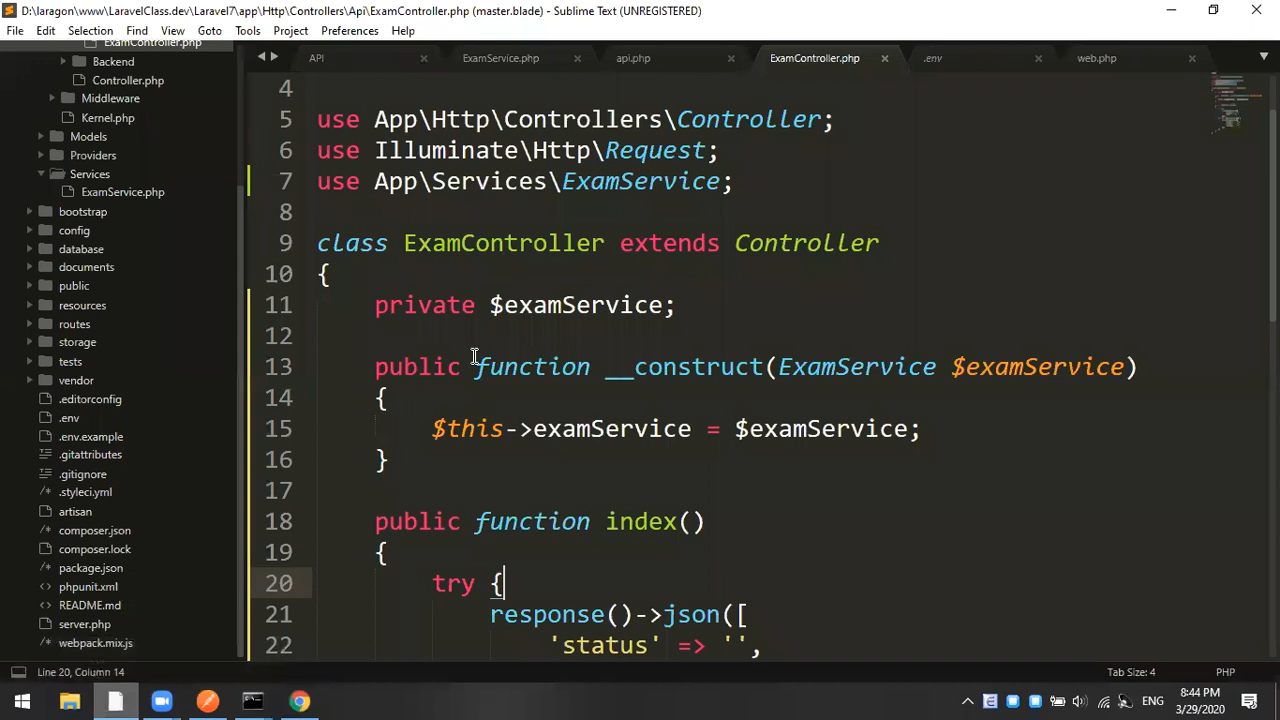 D:\laragon\www\LaravelClass.dev\Laravel7\app\Http\Controllers\Api\ExamController.php (master.blade) - Sublime Text (UNREGISTERED)
File Edit Selection Find View Goto Tools Project Preferences Help
ExamController.php
Backend
Controller.php
Middleware
Kernel.php
Models
Providers
Services
ExamService.php
bootstrap
config
database
documents
public
resources
routes
storage
tests
vendor
.editorconfig
.env
.env.example
.gitattributes
.gitignore
.styleci.yml
artisan
composer.json
composer.lock
package.json
phpunit.xml
README.md
server.php
webpack.mix.js
API ExamService.php api.php ExamController.php .env web.php
4
5 use App\Http\Controllers\Controller;
6 use Illuminate\Http\Request;
7 use App\Services\ExamService;
8
9 class ExamController extends Controller
10 {
11 private $examService;
12
13 public function __construct(ExamService $examService)
14 {
15 $this->examService = $examService;
16 }
17
18 public function index()
19 {
20 try {
21 response()->json([
22 'status' => '',
Line 20, Column 14 Tab Size: 4 PHP
ENG 8:44 PM
3/29/2020